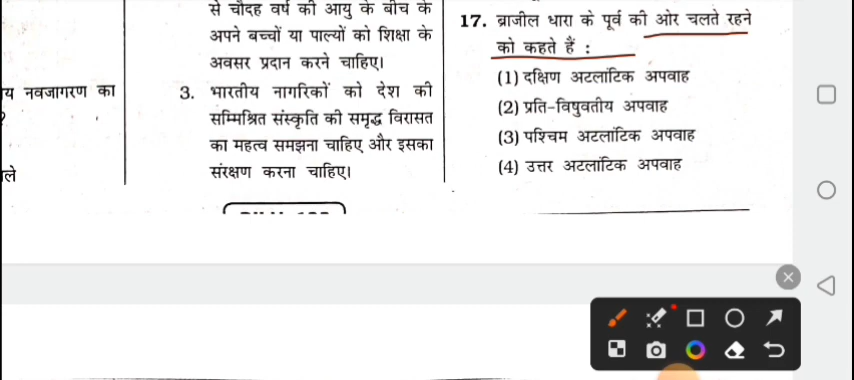 से चौदह वर्ष की आयु के बीच के
अपने बच्चों या पाल्यों को शिक्षा के
अवसर प्रदान करने चाहिए।
य नवजागरण का
3. भारतीय नागरिकों को देश की
सम्मिश्रित संस्कृति की समृद्ध विरासत
का महत्व समझना चाहिए और इसका
संरक्षण करना चाहिए।
17. ब्राजील धारा के पूर्व की ओर चलते रहने
को कहते हैं :
(1) दक्षिण अटलांटिक अपवाह
(2) प्रति-विषुवतीय अपवाह
(3) पश्चिम अटलांटिक अपवाह
(4) उत्तर अटलांटिक अपवाह